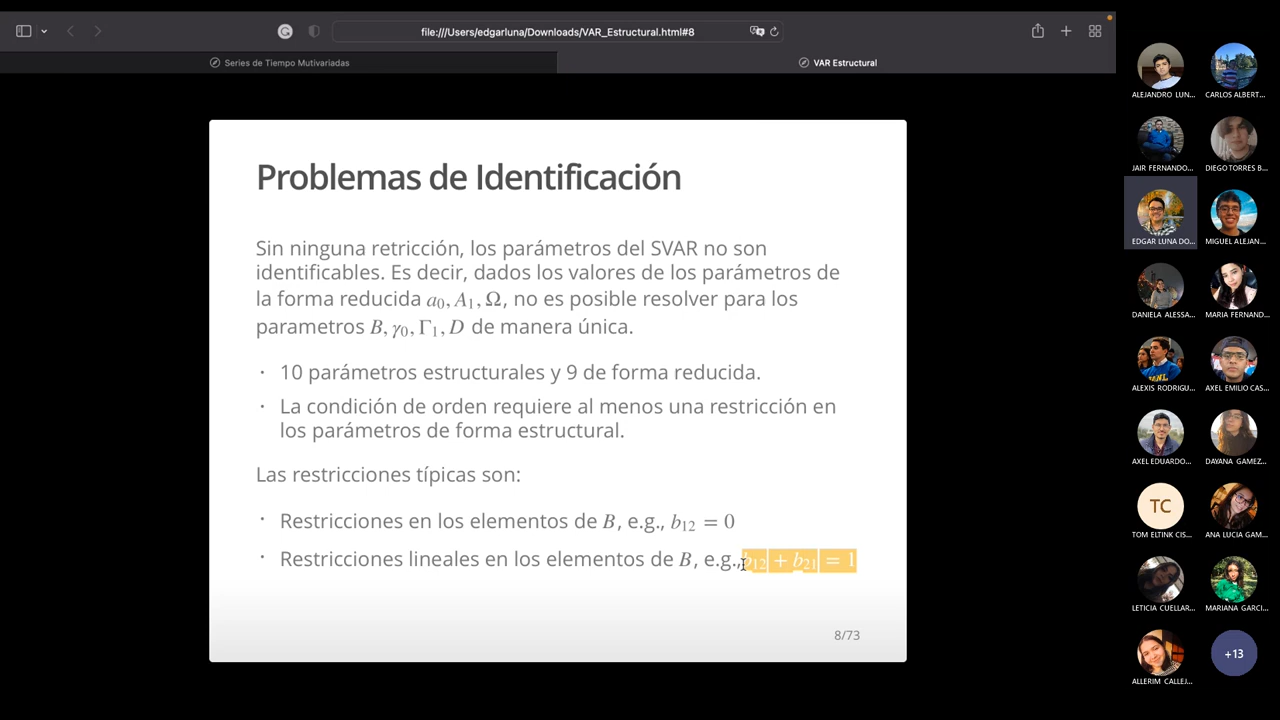 file:///Users/edgarluna/Downloads/VAR_Estructural.html#8
Series de Tiempo Mutivariadas
VAR Estructural
Problemas de Identificación
Sin ninguna retricción, los parámetros del SVAR no son
identificables. Es decir, dados los valores de los parámetros de
la forma reducida a₀, A₁, Ω, no es posible resolver para los
parametros B, γ₀, Γ₁, D de manera única.
· 10 parámetros estructurales y 9 de forma reducida.
· La condición de orden requiere al menos una restricción en
los parámetros de forma estructural.
Las restricciones típicas son:
· Restricciones en los elementos de B, e.g., b₁₂ = 0
· Restricciones lineales en los elementos de B, e.g., b₁₂ + b₂₁ = 1
8/73
ALEJANDRO LUN...
CARLOS ALBERT...
JAIR FERNANDO...
DIEGO TORRES B...
EDGAR LUNA DO...
MIGUEL ALEJAN...
DANIELA ALESSA...
MARIA FERNAND...
ALEXIS RODRIGU...
AXEL EMILIO CAS...
AXEL EDUARDO...
DAYANA GAMEZ...
TC
TOM ELTINK CIS...
ANA LUCIA GAM...
LETICIA CUELLAR...
MARIANA GARCI...
+13
ALLERIM CALLEJ...